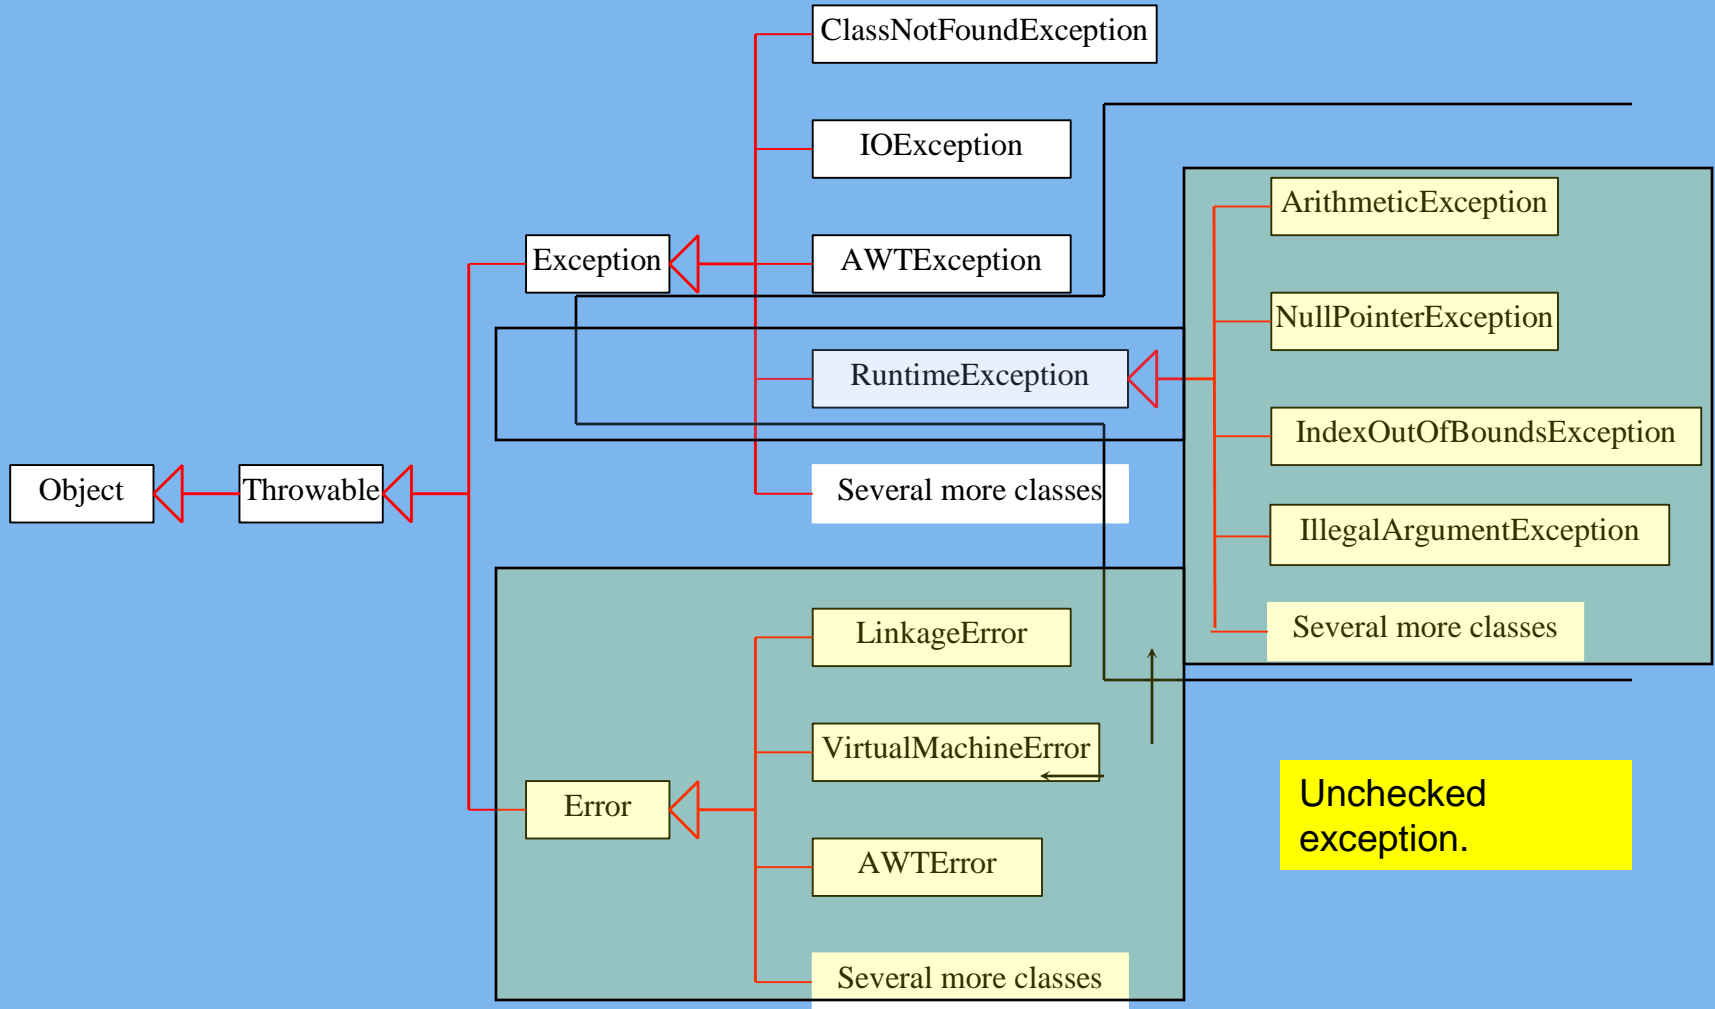 ClassNotFoundException
IOException
ArithmeticException
Exception
AWTException
NullPointerException
RuntimeException
IndexOutOfBoundsException
Object
Throwable
Several more classes
IllegalArgumentException
Several more classes
LinkageError
VirtualMachineError
Error
Unchecked
exception.
AWTError
Several more classes